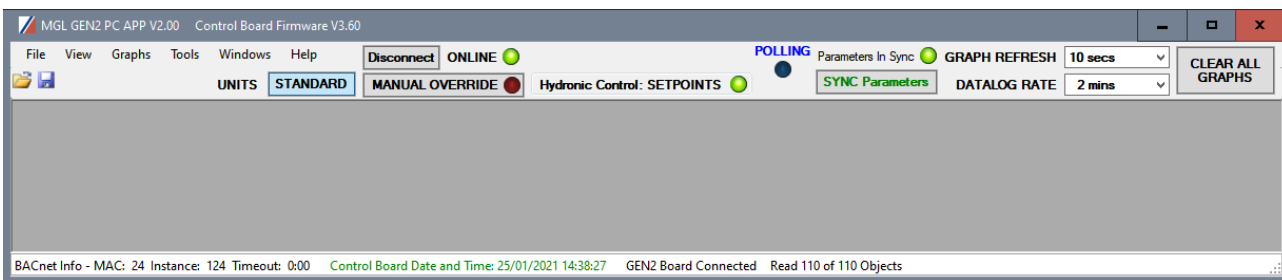 MGL GEN2 PC APP V2.00 Control Board Firmware V3.60
File View Graphs Tools Windows Help Disconnect ONLINE POLLING Parameters In Sync GRAPH REFRESH 10 secs CLEAR ALL GRAPHS
UNITS STANDARD MANUAL OVERRIDE Hydronic Control: SETPOINTS SYNC Parameters DATALOG RATE 2 mins
BACnet Info - MAC: 24 Instance: 124 Timeout: 0:00 Control Board Date and Time: 25/01/2021 14:38:27 GEN2 Board Connected Read 110 of 110 Objects